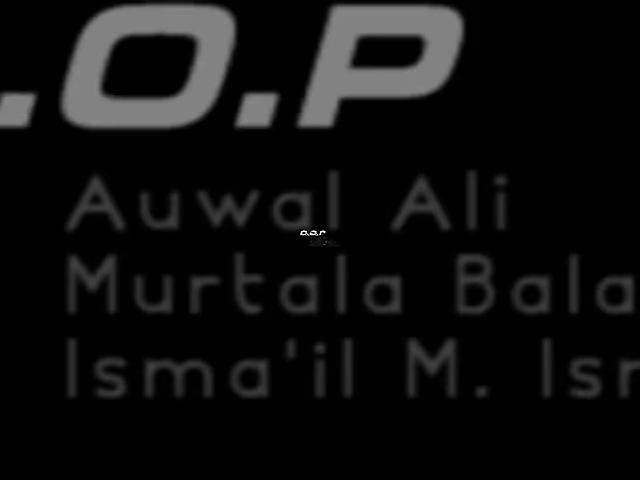 .O.P
Auwal Ali
Murtala Bala
Isma'il M. Isr
O.O.P